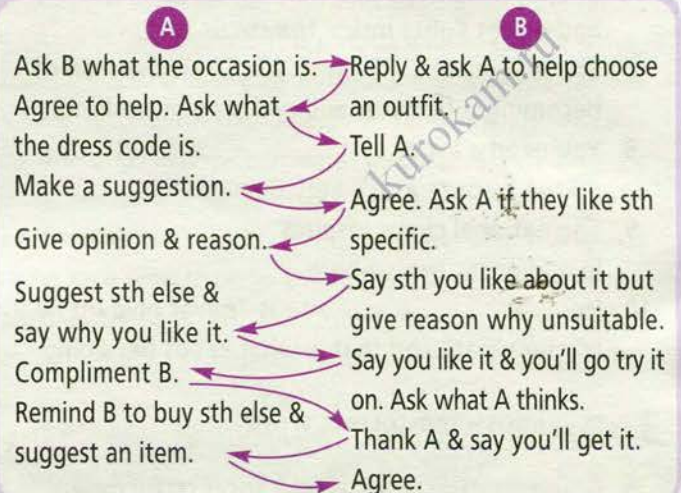 A
Ask B what the occasion is.
Agree to help. Ask what
the dress code is.
Make a suggestion.
Give opinion & reason.
Suggest sth else &
say why you like it.
Compliment B.
Remind B to buy sth else &
suggest an item.
B
Reply & ask A to help choose
an outfit.
Tell A.
Agree. Ask A if they like sth
specific.
Say sth you like about it but
give reason why unsuitable.
Say you like it & you'll go try it
on. Ask what A thinks.
Thank A & say you'll get it.
Agree.
kurokam.ru